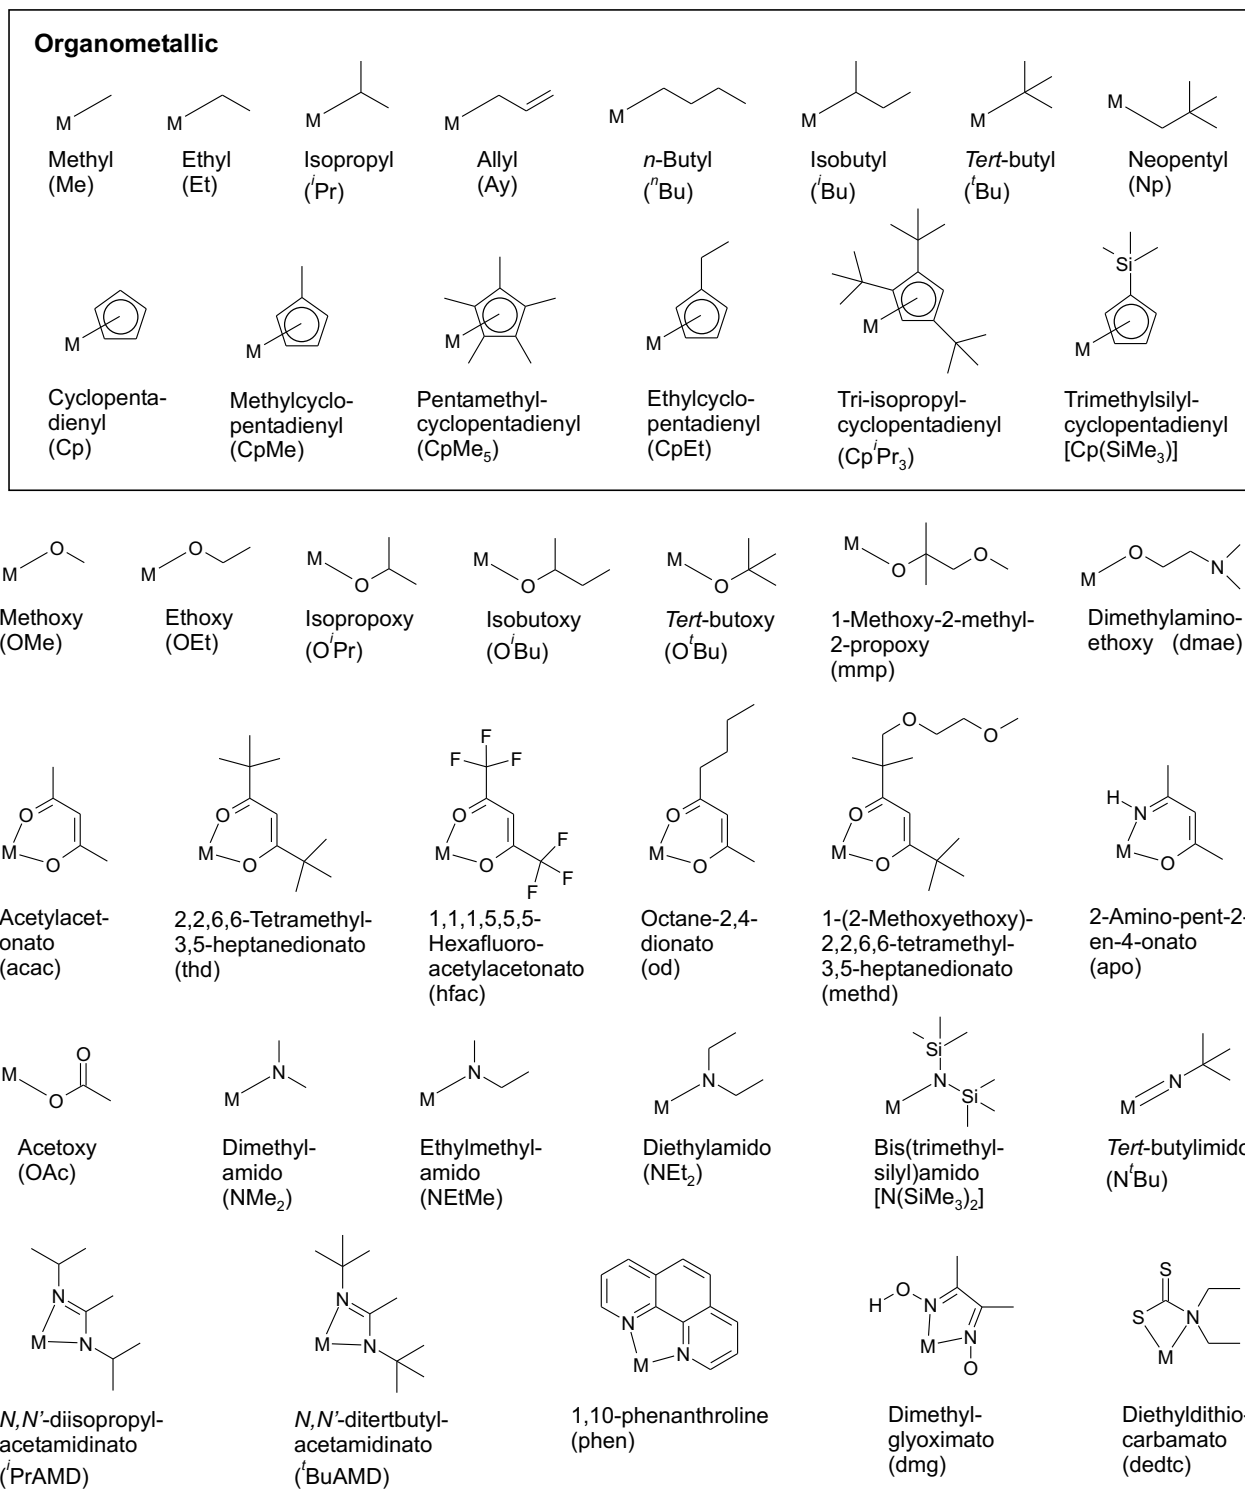 Organometallic
M M M M M M M M
Methyl Ethyl Isopropyl Allyl n-Butyl Isobutyl Tert-butyl Neopentyl
(Me) (Et) (iPr) (Ay) (nBu) (iBu) (tBu) (Np)
Si
M M M M M M
Cyclopenta- Methylcyclo- Pentamethyl- Ethylcyclo- Tri-isopropyl- Trimethylsilyl-
dienyl pentadienyl cyclopentadienyl pentadienyl cyclopentadienyl cyclopentadienyl
(Cp) (CpMe) (CpMe5) (CpEt) (CpiPr3) [Cp(SiMe3)]
M O M O M O M O M O M O O M O N
Methoxy Ethoxy Isopropoxy Isobutoxy Tert-butoxy 1-Methoxy-2-methyl- Dimethylamino-
(OMe) (OEt) (OiPr) (OiBu) (OtBu) 2-propoxy ethoxy (dmae)
(mmp)
O O
F F F
O O O O O H N
M O M O M O M O M O M O
F F F
Acetylacet- 2,2,6,6-Tetramethyl- 1,1,1,5,5,5- Octane-2,4- 1-(2-Methoxyethoxy)- 2-Amino-pent-2-
onato 3,5-heptanedionato Hexafluoro- dionato 2,2,6,6-tetramethyl- en-4-onato
(acac) (thd) acetylacetonato (od) 3,5-heptanedionato (apo)
(hfac) (methd)
M O O M N M N M N M N Si Si M N
Acetoxy Dimethyl- Ethylmethyl- Diethylamido Bis(trimethyl- Tert-butylimido
(OAc) amido amido (NEt2) silyl)amido (NtBu)
(NMe2) (NEtMe) [N(SiMe3)2]
N N M N N M N N M H O N N O M S S N M
N,N'-diisopropyl- N,N'-ditertbutyl- 1,10-phenanthroline Dimethyl- Diethyldithio-
acetamidinato acetamidinato (phen) glyoximato carbamato
(iPrAMD) (tBuAMD) (dmg) (dedtc)